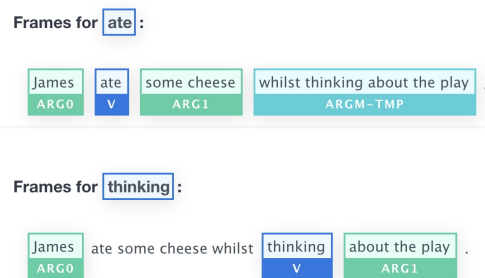 Frames for ate :
James ate some cheese whilst thinking about the play .
ARG0 V ARG1 ARGM-TMP
Frames for thinking :
James ate some cheese whilst thinking about the play .
ARG0 V ARG1